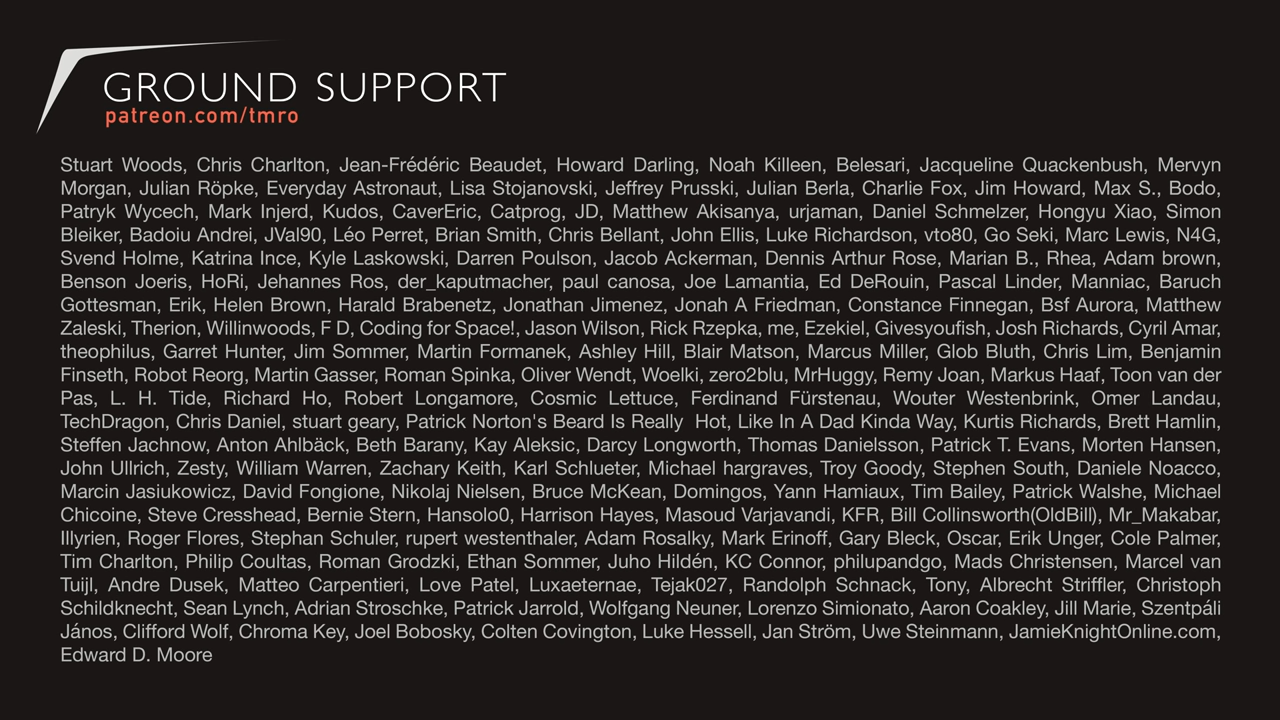 GROUND SUPPORT
patreon.com/tmro
Stuart Woods, Chris Charlton, Jean-Frédéric Beaudet, Howard Darling, Noah Killeen, Belesari, Jacqueline Quackenbush, Mervyn
Morgan, Julian Röpke, Everyday Astronaut, Lisa Stojanovski, Jeffrey Prusski, Julian Berla, Charlie Fox, Jim Howard, Max S., Bodo,
Patryk Wycech, Mark Injerd, Kudos, CaverEric, Catprog, JD, Matthew Akisanya, urjaman, Daniel Schmelzer, Hongyu Xiao, Simon
Bleiker, Badoiu Andrei, JVal90, Léo Perret, Brian Smith, Chris Bellant, John Ellis, Luke Richardson, vto80, Go Seki, Marc Lewis, N4G,
Svend Holme, Katrina Ince, Kyle Laskowski, Darren Poulson, Jacob Ackerman, Dennis Arthur Rose, Marian B., Rhea, Adam brown,
Benson Joeris, HoRi, Jehannes Ros, der_kaputmacher, paul canosa, Joe Lamantia, Ed DeRouin, Pascal Linder, Manniac, Baruch
Gottesman, Erik, Helen Brown, Harald Brabenetz, Jonathan Jimenez, Jonah A Friedman, Constance Finnegan, Bsf Aurora, Matthew
Zaleski, Therion, Willinwoods, F D, Coding for Space!, Jason Wilson, Rick Rzepka, me, Ezekiel, Givesyoufish, Josh Richards, Cyril Amar,
theophilus, Garret Hunter, Jim Sommer, Martin Formanek, Ashley Hill, Blair Matson, Marcus Miller, Glob Bluth, Chris Lim, Benjamin
Finseth, Robot Reorg, Martin Gasser, Roman Spinka, Oliver Wendt, Woelki, zero2blu, MrHuggy, Remy Joan, Markus Haaf, Toon van der
Pas, L. H. Tide, Richard Ho, Robert Longamore, Cosmic Lettuce, Ferdinand Fürstenau, Wouter Westenbrink, Omer Landau,
TechDragon, Chris Daniel, stuart geary, Patrick Norton's Beard Is Really  Hot, Like In A Dad Kinda Way, Kurtis Richards, Brett Hamlin,
Steffen Jachnow, Anton Ahlbäck, Beth Barany, Kay Aleksic, Darcy Longworth, Thomas Danielsson, Patrick T. Evans, Morten Hansen,
John Ullrich, Zesty, William Warren, Zachary Keith, Karl Schlueter, Michael hargraves, Troy Goody, Stephen South, Daniele Noacco,
Marcin Jasiukowicz, David Fongione, Nikolaj Nielsen, Bruce McKean, Domingos, Yann Hamiaux, Tim Bailey, Patrick Walshe, Michael
Chicoine, Steve Cresshead, Bernie Stern, Hansolo0, Harrison Hayes, Masoud Varjavandi, KFR, Bill Collinsworth(OldBill), Mr_Makabar,
Illyrien, Roger Flores, Stephan Schuler, rupert westenthaler, Adam Rosalky, Mark Erinoff, Gary Bleck, Oscar, Erik Unger, Cole Palmer,
Tim Charlton, Philip Coultas, Roman Grodzki, Ethan Sommer, Juho Hildén, KC Connor, philupandgo, Mads Christensen, Marcel van
Tuijl, Andre Dusek, Matteo Carpentieri, Love Patel, Luxaeternae, Tejak027, Randolph Schnack, Tony, Albrecht Striffler, Christoph
Schildknecht, Sean Lynch, Adrian Stroschke, Patrick Jarrold, Wolfgang Neuner, Lorenzo Simionato, Aaron Coakley, Jill Marie, Szentpáli
János, Clifford Wolf, Chroma Key, Joel Bobosky, Colten Covington, Luke Hessell, Jan Ström, Uwe Steinmann, JamieKnightOnline.com,
Edward D. Moore